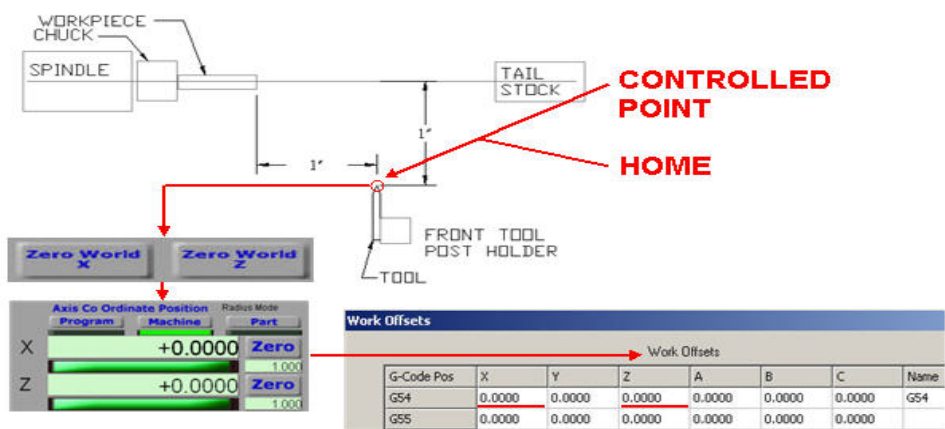 WORKPIECE
CHUCK
SPINDLE
TAIL
STOCK
CONTROLLED
POINT
1"
1"
HOME
FRONT TOOL
POST HOLDER
TOOL
Zero World
X
Zero World
Z
Axis Co Ordinate Position Radius Mode
Program Machine Part
X +0.0000 Zero
1.000
Z +0.0000 Zero
1.000
Work Offsets
Work Offsets
G-Code Pos X Y Z A B C Name
G54 0.0000 0.0000 0.0000 0.0000 0.0000 0.0000 G54
G55 0.0000 0.0000 0.0000 0.0000 0.0000 0.0000